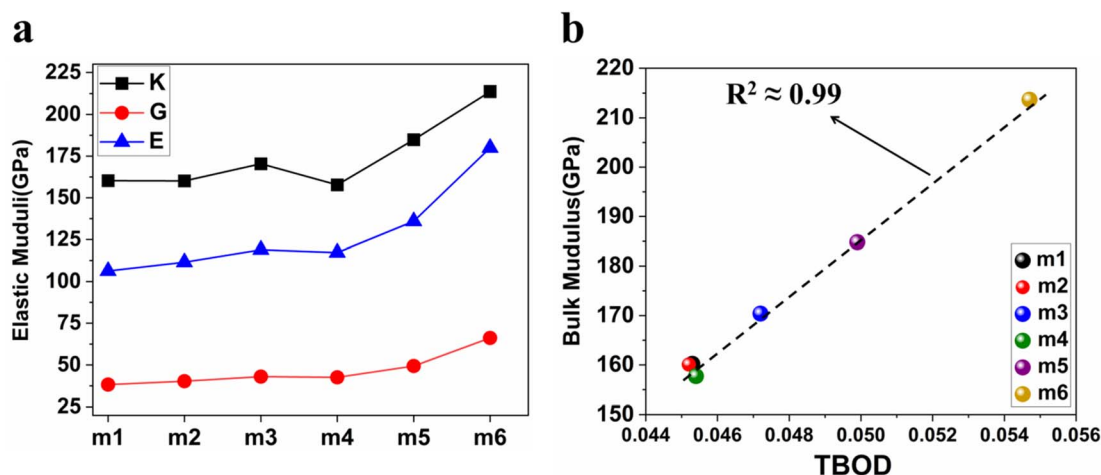 a
Elastic Muduli(GPa)
225
200
175
150
125
100
75
50
25
K
G
E
m1 m2 m3 m4 m5 m6
b
Bulk Mudulus(GPa)
220
210
200
190
180
170
160
150
R² ≈ 0.99
m1
m2
m3
m4
m5
m6
0.044 0.046 0.048 0.050 0.052 0.054 0.056
TBOD